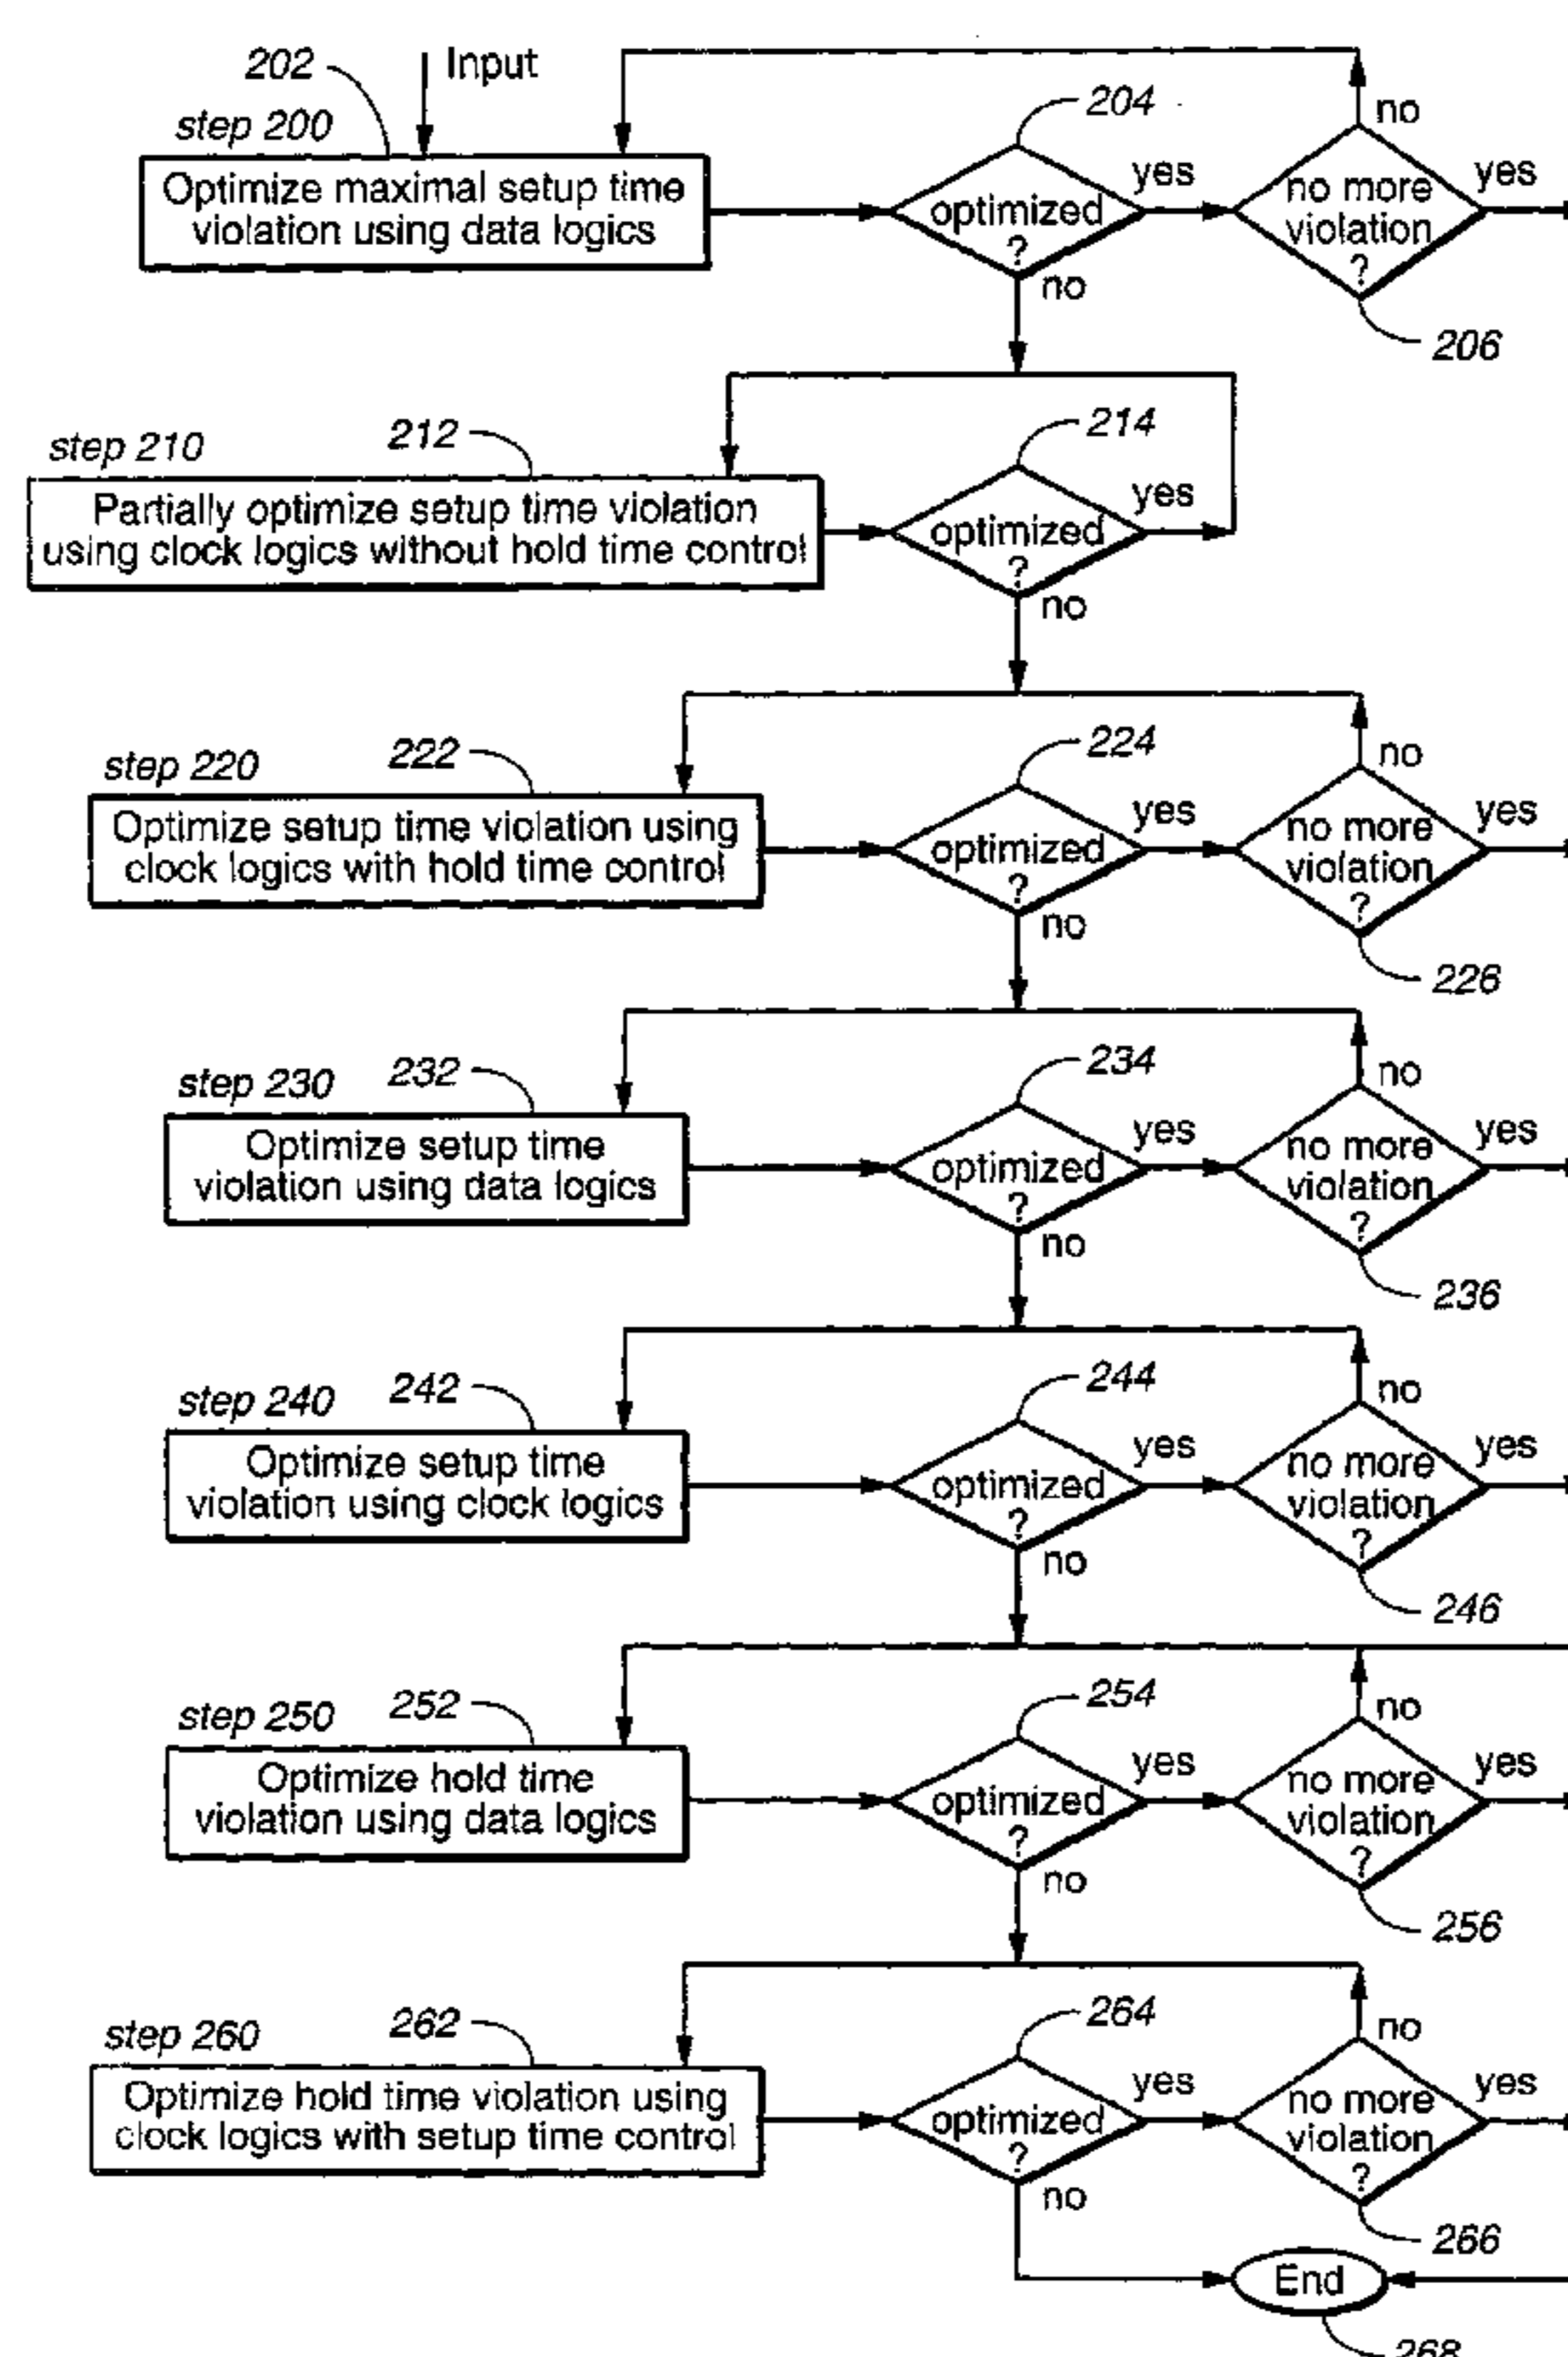 202
Input
step 200
Optimize maximal setup time
violation using data logics
204
optimized
?
yes
no
no more
violation
?
no
yes
206
step 210
212
Partially optimize setup time violation
using clock logics without hold time control
214
optimized
?
yes
no
step 220
222
Optimize setup time violation using
clock logics with hold time control
224
optimized
?
yes
no
no more
violation
?
no
yes
226
step 230
232
Optimize setup time
violation using data logics
234
optimized
?
yes
no
no more
violation
?
no
yes
236
step 240
242
Optimize setup time
violation using clock logics
244
optimized
?
yes
no
no more
violation
?
no
yes
246
step 250
252
Optimize hold time
violation using data logics
254
optimized
?
yes
no
no more
violation
?
no
yes
256
step 260
262
Optimize hold time violation using
clock logics with setup time control
264
optimized
?
yes
no
no more
violation
?
no
yes
266
End
268